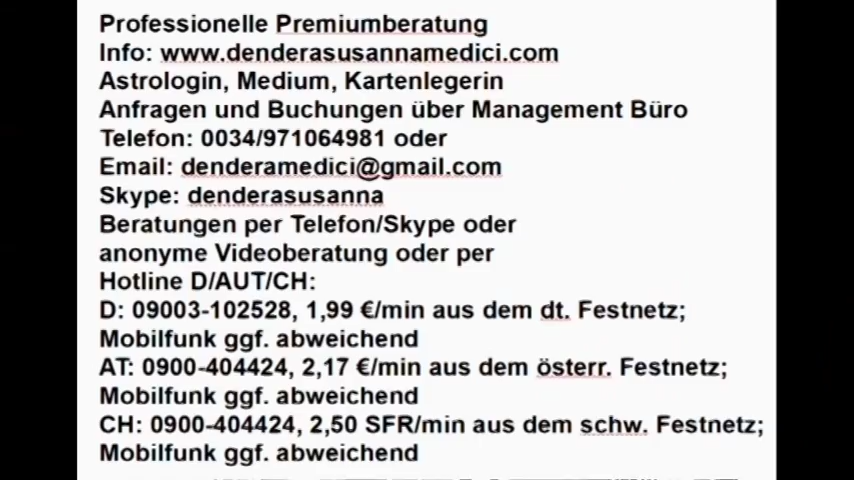 Professionelle Premiumberatung
Info: www.denderasusannamedici.com
Astrologin, Medium, Kartenlegerin
Anfragen und Buchungen über Management Büro
Telefon: 0034/971064981 oder
Email: denderamedici@gmail.com
Skype: denderasusanna
Beratungen per Telefon/Skype oder
anonyme Videoberatung oder per
Hotline D/AUT/CH:
D: 09003-102528, 1,99 €/min aus dem dt. Festnetz;
Mobilfunk ggf. abweichend
AT: 0900-404424, 2,17 €/min aus dem österr. Festnetz;
Mobilfunk ggf. abweichend
CH: 0900-404424, 2,50 SFR/min aus dem schw. Festnetz;
Mobilfunk ggf. abweichend